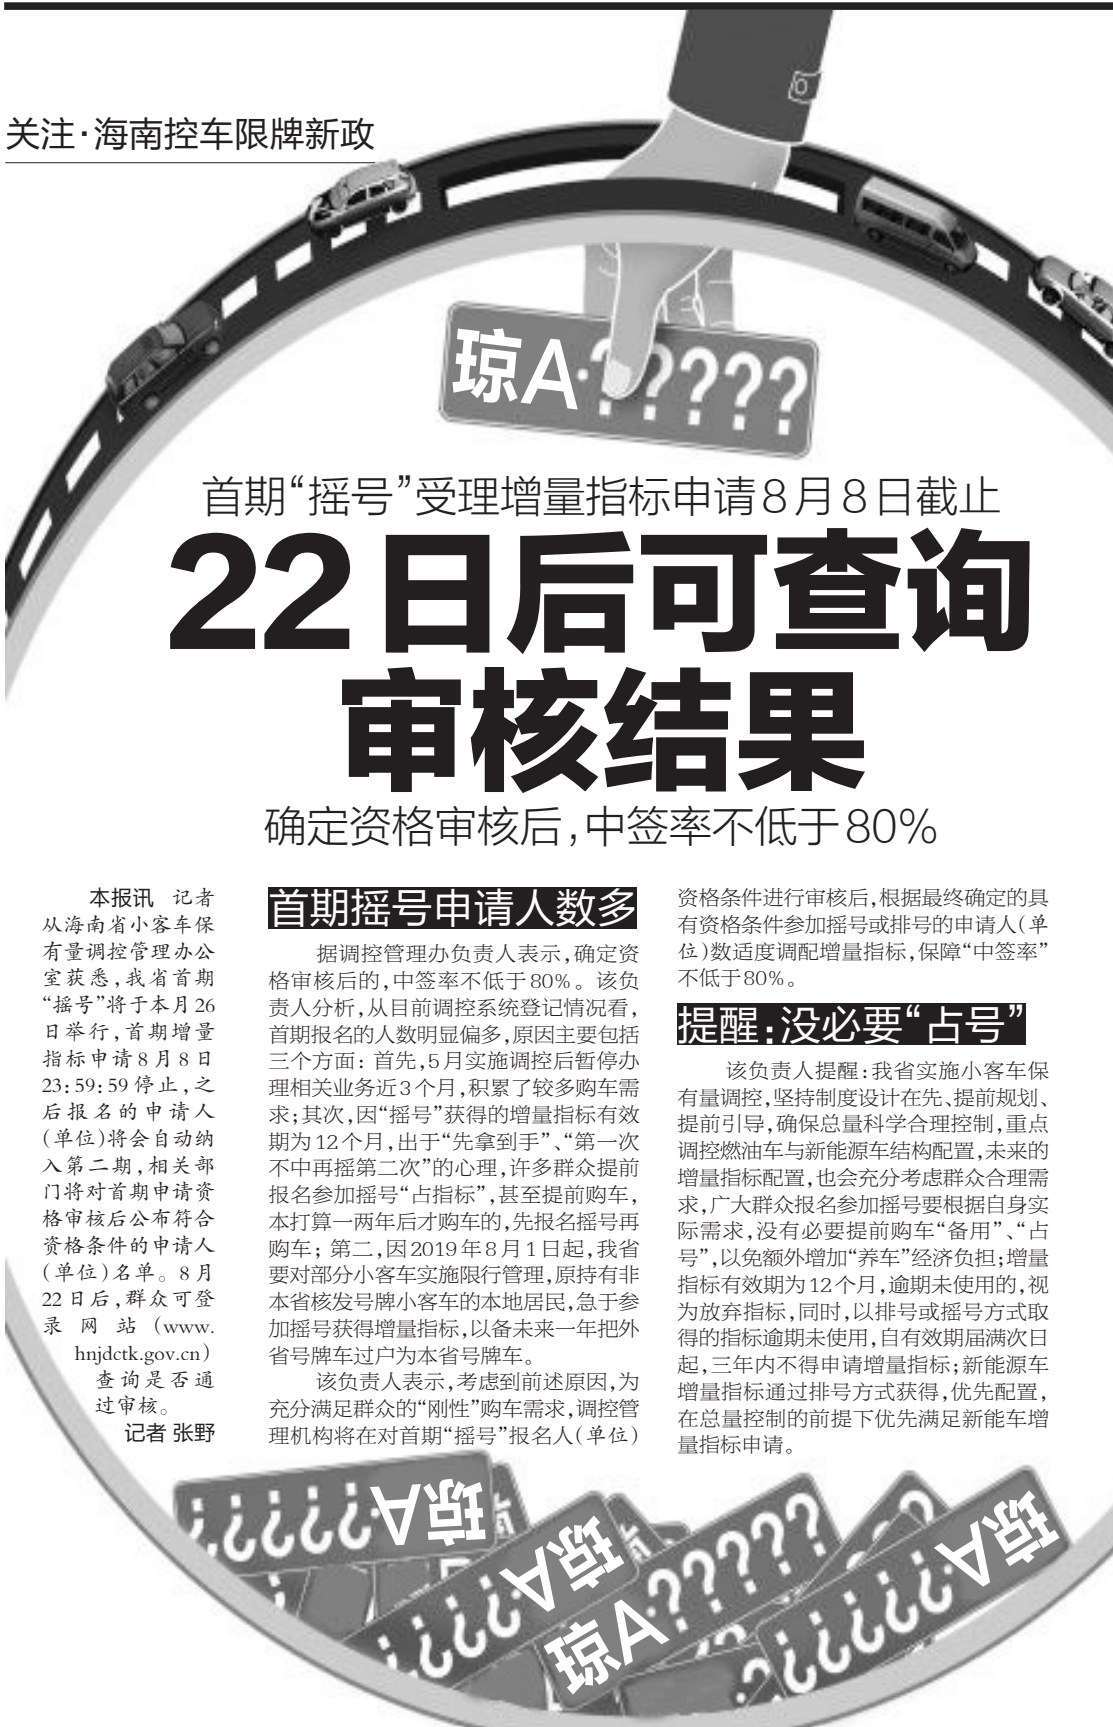 关注·海南控车限牌新政
琼A·?????
首期“摇号”受理增量指标申请8月8日截止
22日后可查询
审核结果
确定资格审核后,中签率不低于80%
本报讯 记者
从海南省小客车保
有量调控管理办公
室获悉,我省首期
“摇号”将于本月26
日举行,首期增量
指标申请8月8日
23:59:59停止,之
后报名的申请人
(单位)将会自动纳
入第二期,相关部
门将对首期申请资
格审核后公布符合
资格条件的申请人
(单位)名单。8月
22日后,群众可登
录网站(www.
hnjdctk.gov.cn)
查询是否通
过审核。
记者 张野
首期摇号申请人数多
据调控管理办负责人表示,确定资
格审核后的,中签率不低于80%。该负
责人分析,从目前调控系统登记情况看,
首期报名的人数明显偏多,原因主要包括
三个方面:首先,5月实施调控后暂停办
理相关业务近3个月,积累了较多购车需
求;其次,因“摇号”获得的增量指标有效
期为12个月,出于“先拿到手”、“第一次
不中再摇第二次”的心理,许多群众提前
报名参加摇号“占指标”,甚至提前购车,
本打算一两年后才购车的,先报名摇号再
购车;第二,因2019年8月1日起,我省
要对部分小客车实施限行管理,原持有非
本省核发号牌小客车的本地居民,急于参
加摇号获得增量指标,以备未来一年把外
省号牌车过户为本省号牌车。
该负责人表示,考虑到前述原因,为
充分满足群众的“刚性”购车需求,调控管
理机构将在对首期“摇号”报名人(单位)
资格条件进行审核后,根据最终确定的具
有资格条件参加摇号或排号的申请人(单
位)数适度调配增量指标,保障“中签率”
不低于80%。
提醒:没必要“占号”
该负责人提醒:我省实施小客车保
有量调控,坚持制度设计在先、提前规划、
提前引导,确保总量科学合理控制,重点
调控燃油车与新能源车结构配置,未来的
增量指标配置,也会充分考虑群众合理需
求,广大群众报名参加摇号要根据自身实
际需求,没有必要提前购车“备用”、“占
号”,以免额外增加“养车”经济负担;增量
指标有效期为12个月,逾期未使用的,视
为放弃指标,同时,以排号或摇号方式取
得的指标逾期未使用,自有效期届满次日
起,三年内不得申请增量指标;新能源车
增量指标通过排号方式获得,优先配置,
在总量控制的前提下优先满足新能车增
量指标申请。
琼A·?????
琼A·?????
琼A·?????
琼A·?????